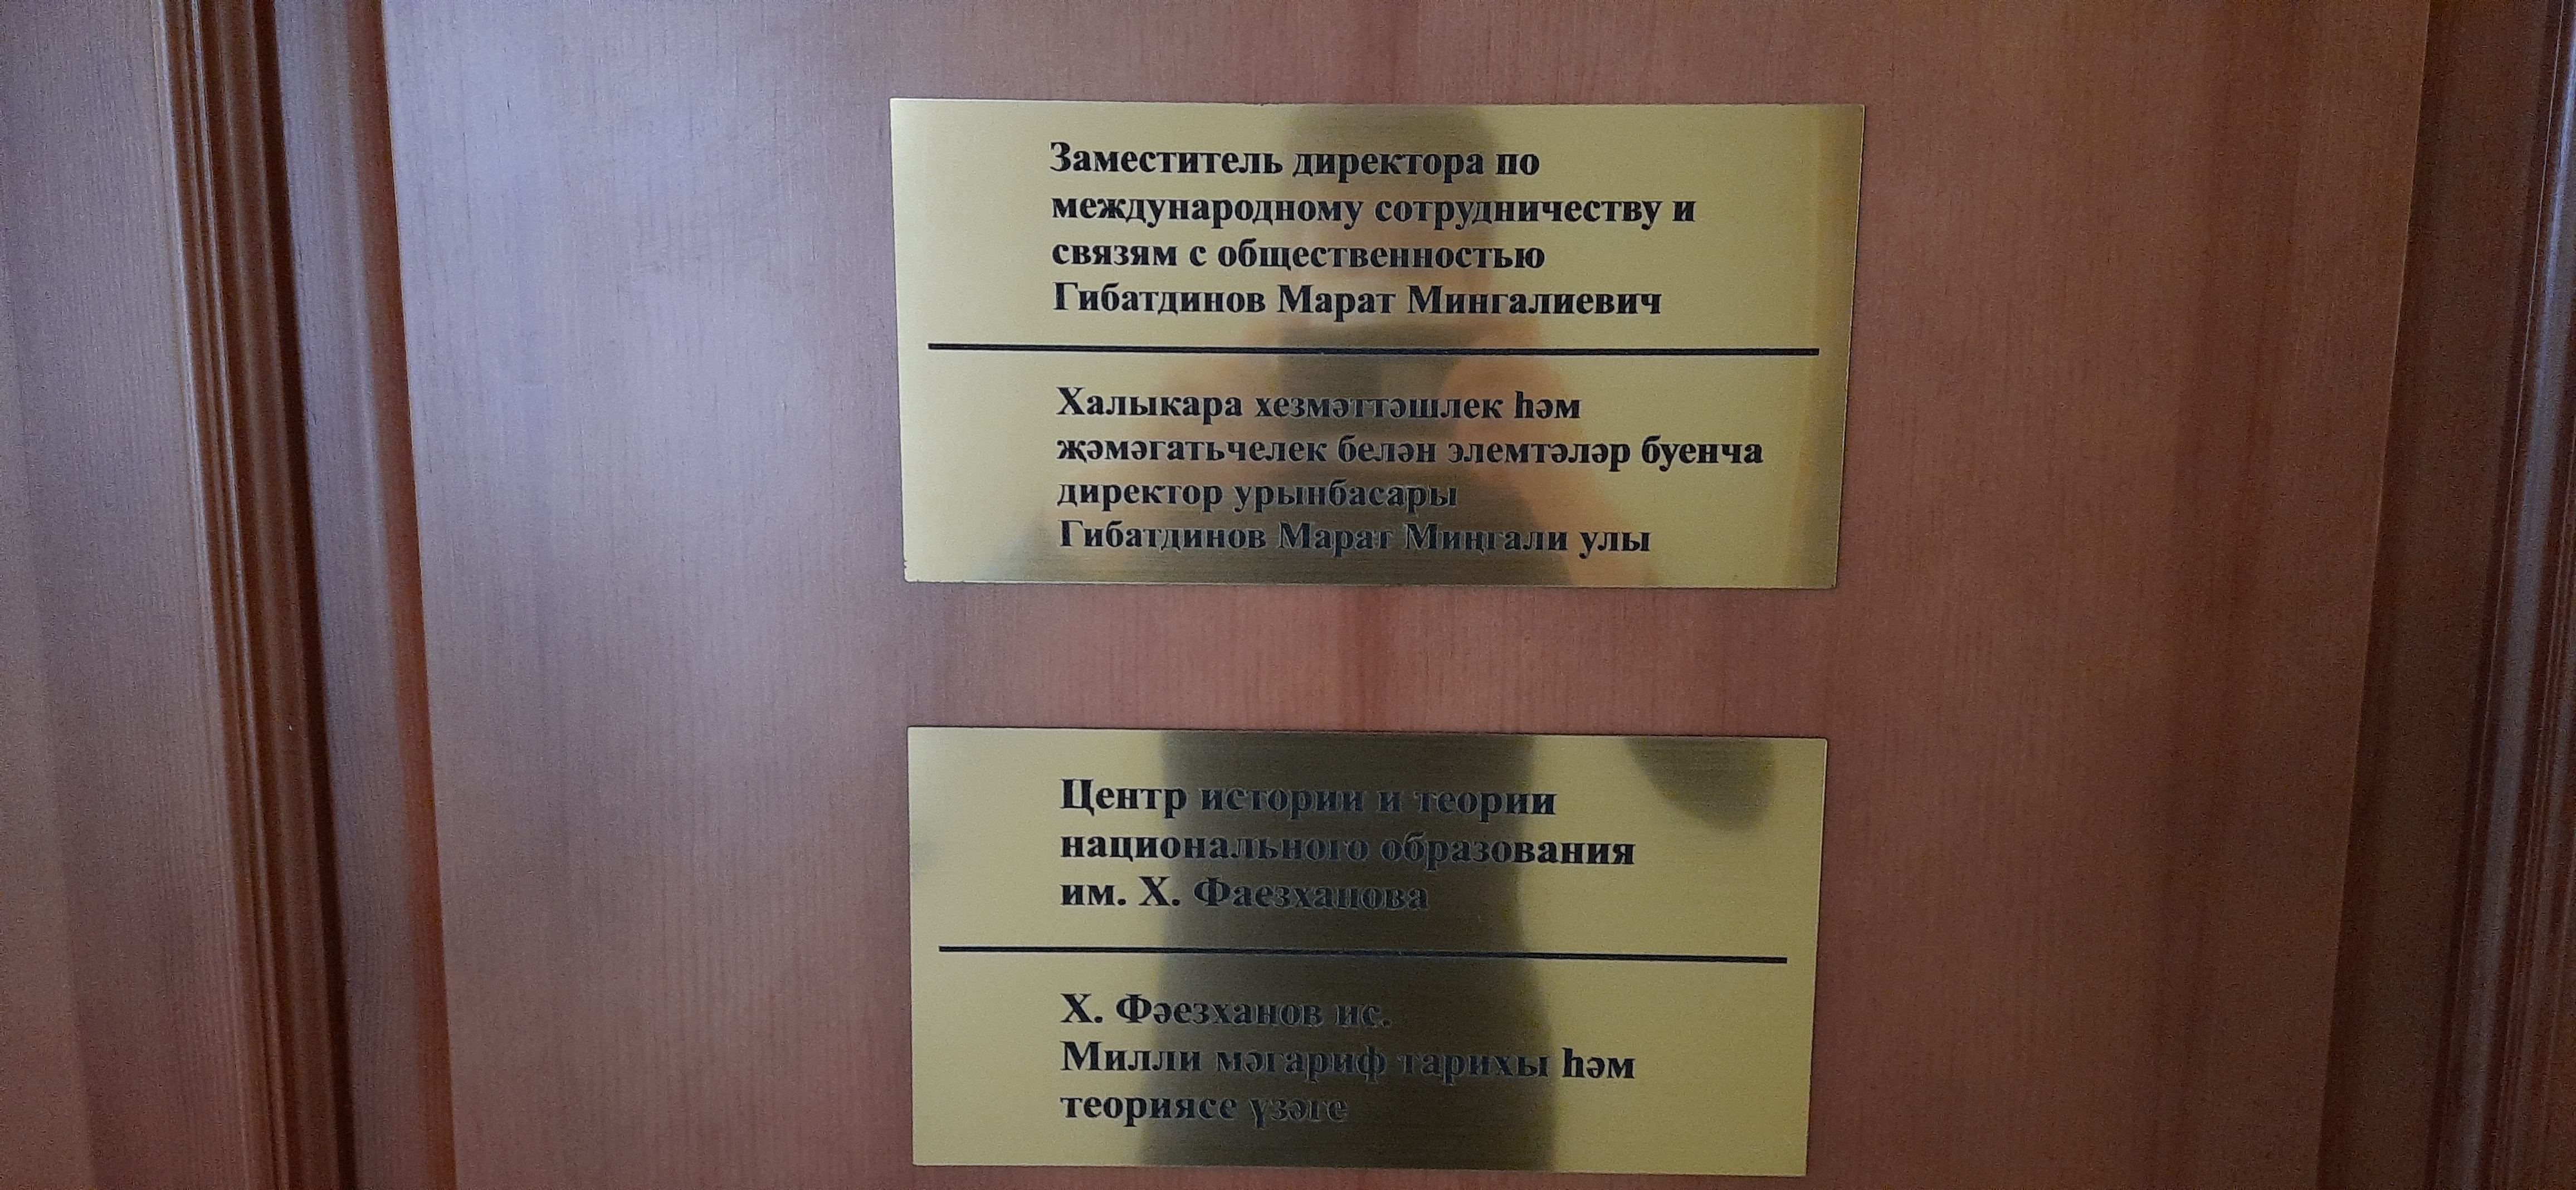 Заместитель директора по
международному сотрудничеству и
связям с общественностью
Гибатдинов Марат Мингалиевич
Халыкара хезмәттәшлек һәм
җәмәгатьчелек белән элемтәләр буенча
директор урынбасары
Гибатдинов Марат Миңгали улы
Центр истории и теории
национального образования
им. Х. Фаезханова
Х. Фәезханов ис.
Милли мәгариф тарихы һәм
теориясе үзәге